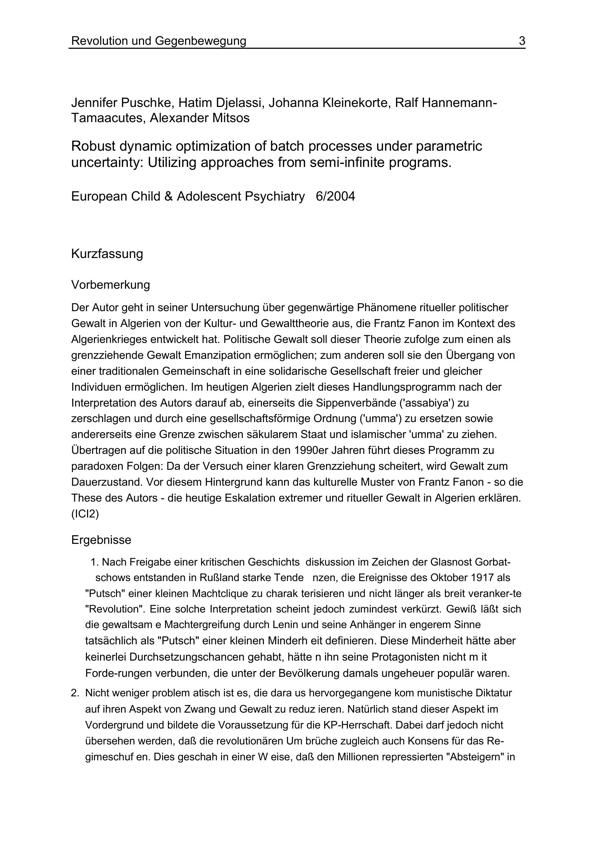 Revolution und Gegenbewegung 3
Jennifer Puschke, Hatim Djelassi, Johanna Kleinekorte, Ralf Hannemann-
Tamaacutes, Alexander Mitsos
Robust dynamic optimization of batch processes under parametric
uncertainty: Utilizing approaches from semi-infinite programs.
European Child & Adolescent Psychiatry 6/2004
Kurzfassung
Vorbemerkung
Der Autor geht in seiner Untersuchung über gegenwärtige Phänomene ritueller politischer
Gewalt in Algerien von der Kultur- und Gewalttheorie aus, die Frantz Fanon im Kontext des
Algerienkrieges entwickelt hat. Politische Gewalt soll dieser Theorie zufolge zum einen als
grenzziehende Gewalt Emanzipation ermöglichen; zum anderen soll sie den Übergang von
einer traditionalen Gemeinschaft in eine solidarische Gesellschaft freier und gleicher
Individuen ermöglichen. Im heutigen Algerien zielt dieses Handlungsprogramm nach der
Interpretation des Autors darauf ab, einerseits die Sippenverbände ('assabiya') zu
zerschlagen und durch eine gesellschaftsförmige Ordnung ('umma') zu ersetzen sowie
andererseits eine Grenze zwischen säkularem Staat und islamischer 'umma' zu ziehen.
Übertragen auf die politische Situation in den 1990er Jahren führt dieses Programm zu
paradoxen Folgen: Da der Versuch einer klaren Grenzziehung scheitert, wird Gewalt zum
Dauerzustand. Vor diesem Hintergrund kann das kulturelle Muster von Frantz Fanon - so die
These des Autors - die heutige Eskalation extremer und ritueller Gewalt in Algerien erklären.
(ICI2)
Ergebnisse
1. Nach Freigabe einer kritischen Geschichts diskussion im Zeichen der Glasnost Gorbat-
schows entstanden in Rußland starke Tende nzen, die Ereignisse des Oktober 1917 als
"Putsch" einer kleinen Machtclique zu charak terisieren und nicht länger als breit veranker-te
"Revolution". Eine solche Interpretation scheint jedoch zumindest verkürzt. Gewiß läßt sich
die gewaltsam e Machtergreifung durch Lenin und seine Anhänger in engerem Sinne
tatsächlich als "Putsch" einer kleinen Minderh eit definieren. Diese Minderheit hätte aber
keinerlei Durchsetzungschancen gehabt, hätte n ihn seine Protagonisten nicht m it
Forde-rungen verbunden, die unter der Bevölkerung damals ungeheuer populär waren.
2. Nicht weniger problem atisch ist es, die dara us hervorgegangene kom munistische Diktatur
auf ihren Aspekt von Zwang und Gewalt zu reduz ieren. Natürlich stand dieser Aspekt im
Vordergrund und bildete die Voraussetzung für die KP-Herrschaft. Dabei darf jedoch nicht
übersehen werden, daß die revolutionären Um brüche zugleich auch Konsens für das Re-
gimeschuf en. Dies geschah in einer W eise, daß den Millionen repressierten "Absteigern" in